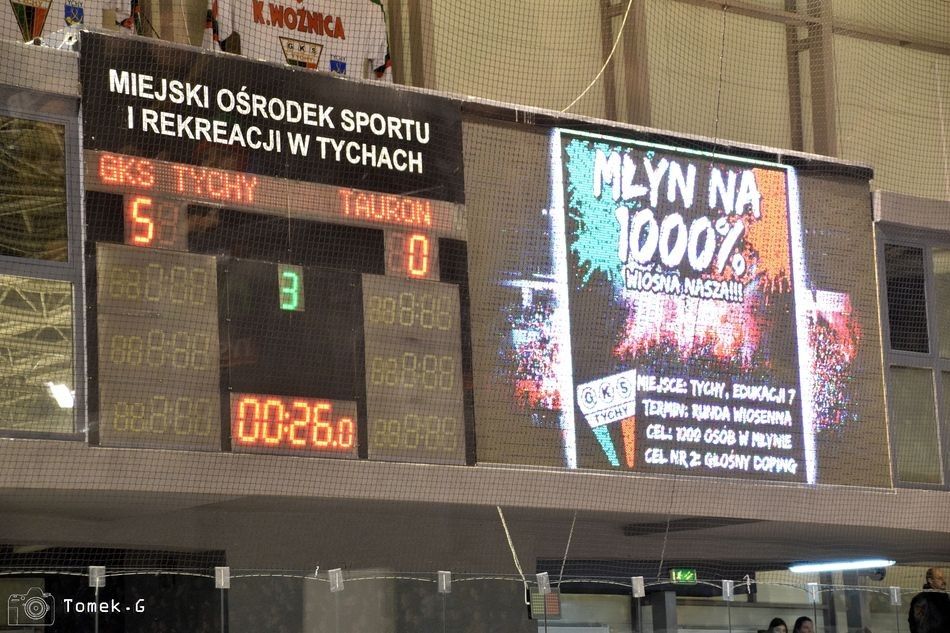 K.WOŹNICA
GKS
MIEJSKI OŚRODEK SPORTU
I REKREACJI W TYCHACH
GKS TYCHY
TAURON
5
0
3
00:26.0
MŁYN NA
1000%
WIOSNA NASZA!!!
GKS
TYCHY
MIEJSCE: TYCHY, EDUKACJI 7
TERMIN: RUNDA WIOSENNA
CEL: 1000 OSÓB W MŁYNIE
CEL NR 2: GŁOŚNY DOPING
Tomek.G